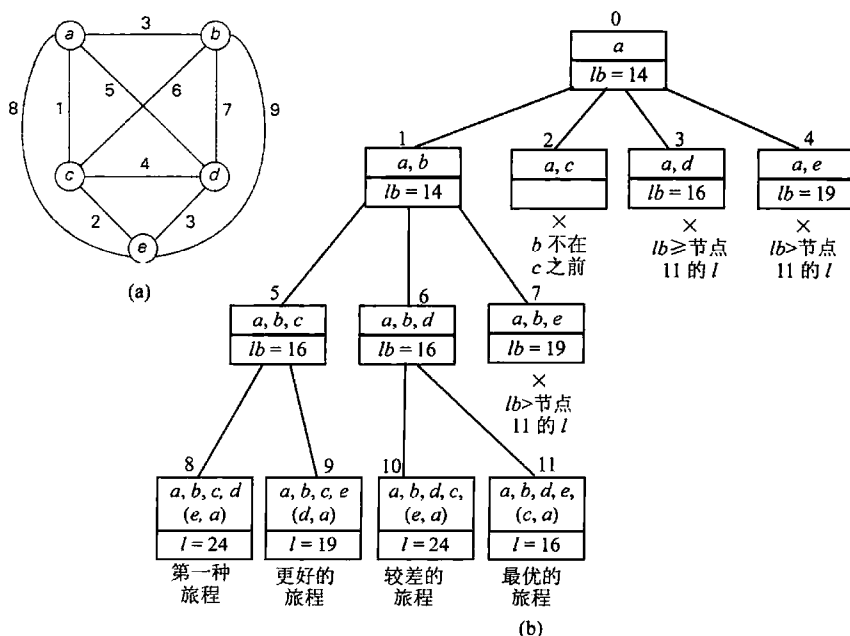 3
a
b
8
5
6
9
1
7
c
4
d
2
3
e
(a)
0
a
lb = 14
1
a, b
lb = 14
2
a, c
×
b 不在
c 之前
3
a, d
lb = 16
×
lb≥节点
11 的 l
4
a, e
lb = 19
×
lb>节点
11 的 l
5
a, b, c
lb = 16
6
a, b, d
lb = 16
7
a, b, e
lb = 19
×
lb>节点
11 的 l
8
a, b, c, d
(e, a)
l = 24
第一种
旅程
9
a, b, c, e
(d, a)
l = 19
更好的
旅程
10
a, b, d, c,
(e, a)
l = 24
较差的
旅程
11
a, b, d, e,
(c, a)
l = 16
最优的
旅程
(b)